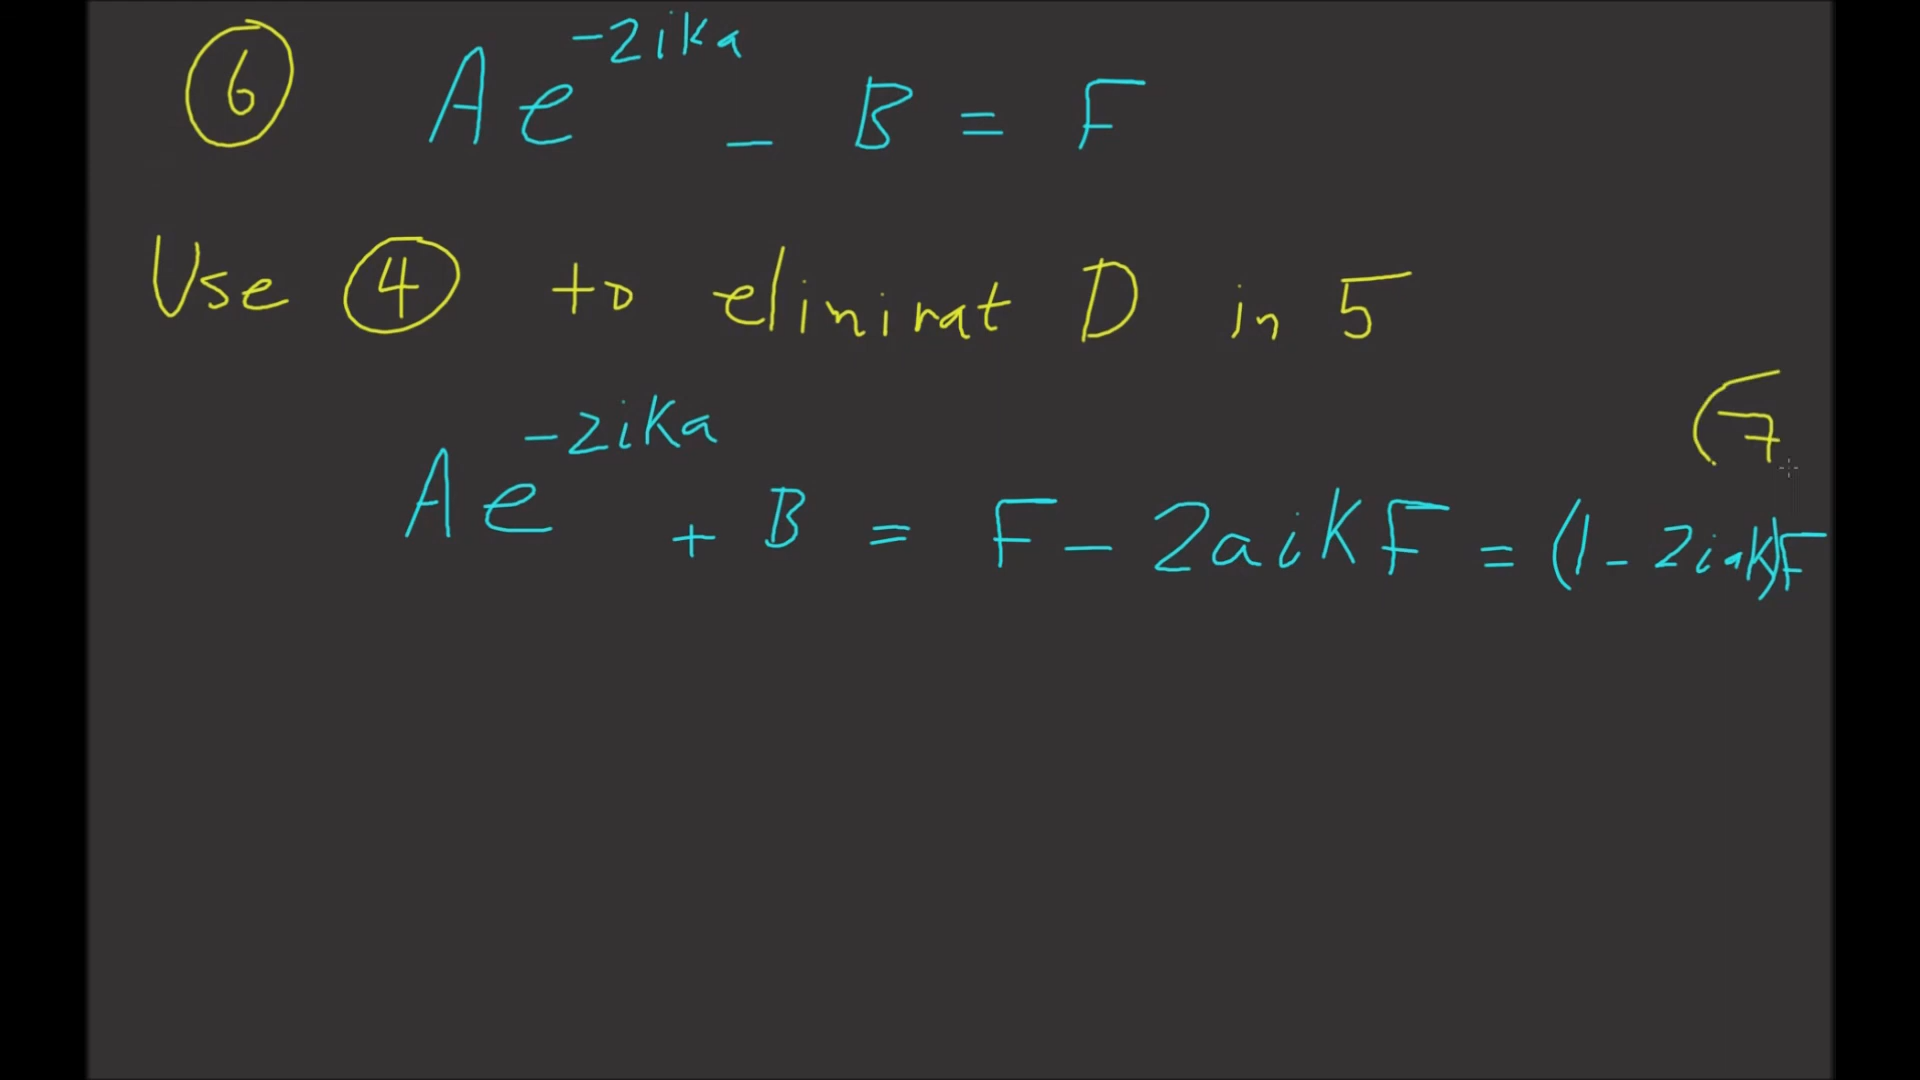 ⑥ Ae^{-2ika} - B = F
Use ④ to eliminat D in 5
⑦
Ae^{-2ika} + B = F - 2aikF = (1 - 2iak)F